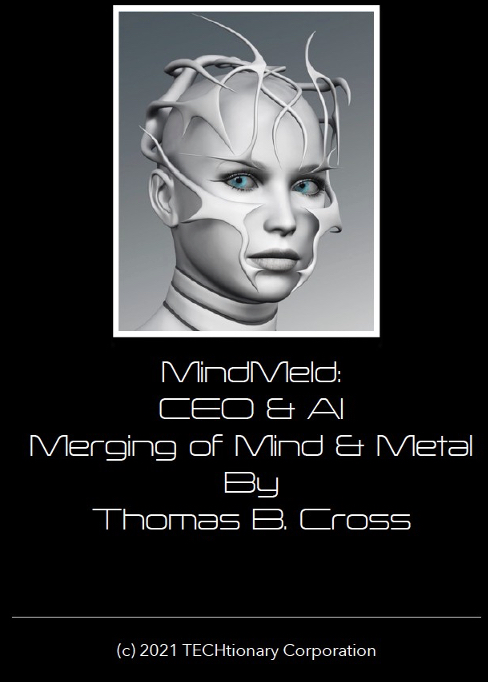 MindMeld:
CEO & AI
Merging of Mind & Metal
By
Thomas B. Cross
(c) 2021 TECHtionary Corporation